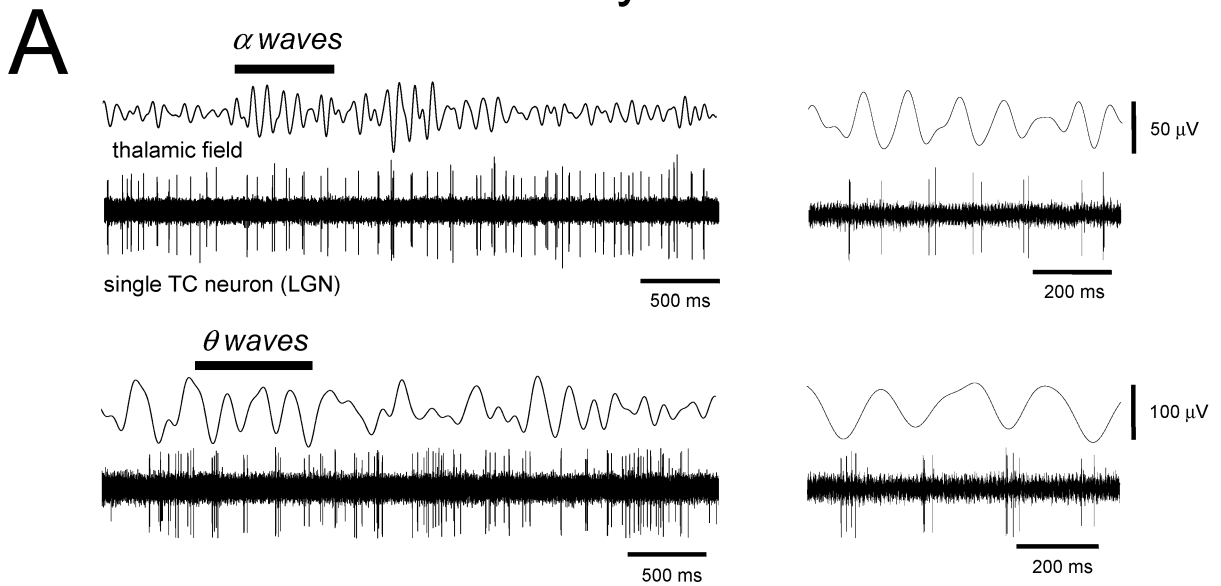 A
α waves
thalamic field
50 μV
single TC neuron (LGN)
500 ms
200 ms
θ waves
100 μV
500 ms
200 ms